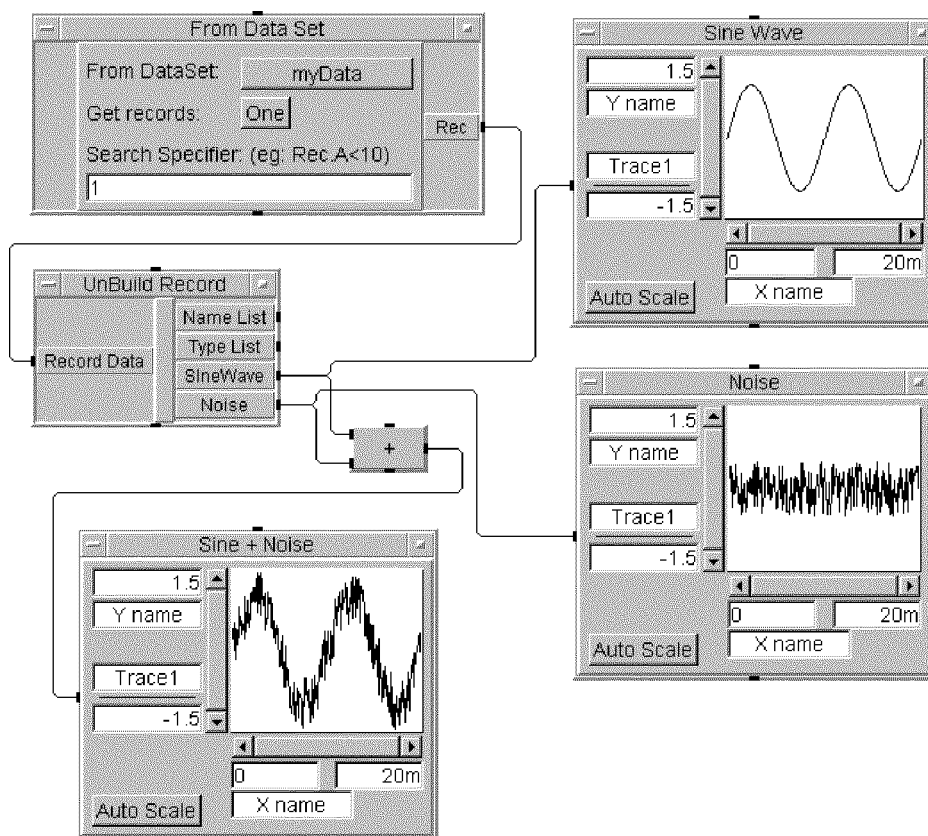 From Data Set
From DataSet:
myData
Get records:
One
Search Specifier: (eg: Rec.A<10)
1
Rec
UnBuild Record
Record Data
Name List
Type List
SIneWave
Noise
+
Sine Wave
1.5
Y name
Trace1
-1.5
0
20m
Auto Scale
X name
Noise
1.5
Y name
Trace1
-1.5
0
20m
Auto Scale
X name
Sine + Noise
1.5
Y name
Trace1
-1.5
0
20m
Auto Scale
X name